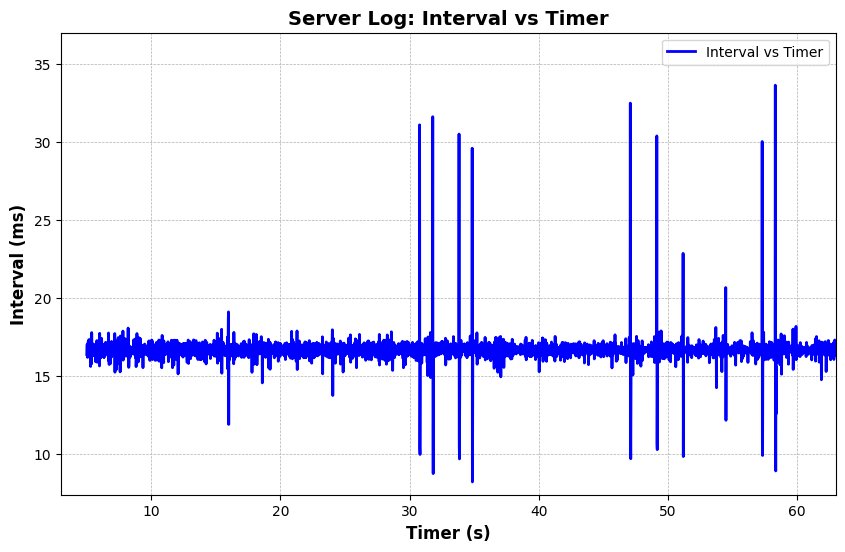 Server Log: Interval vs Timer
Interval vs Timer
Interval (ms)
35
30
25
20
15
10
10 20 30 40 50 60
Timer (s)